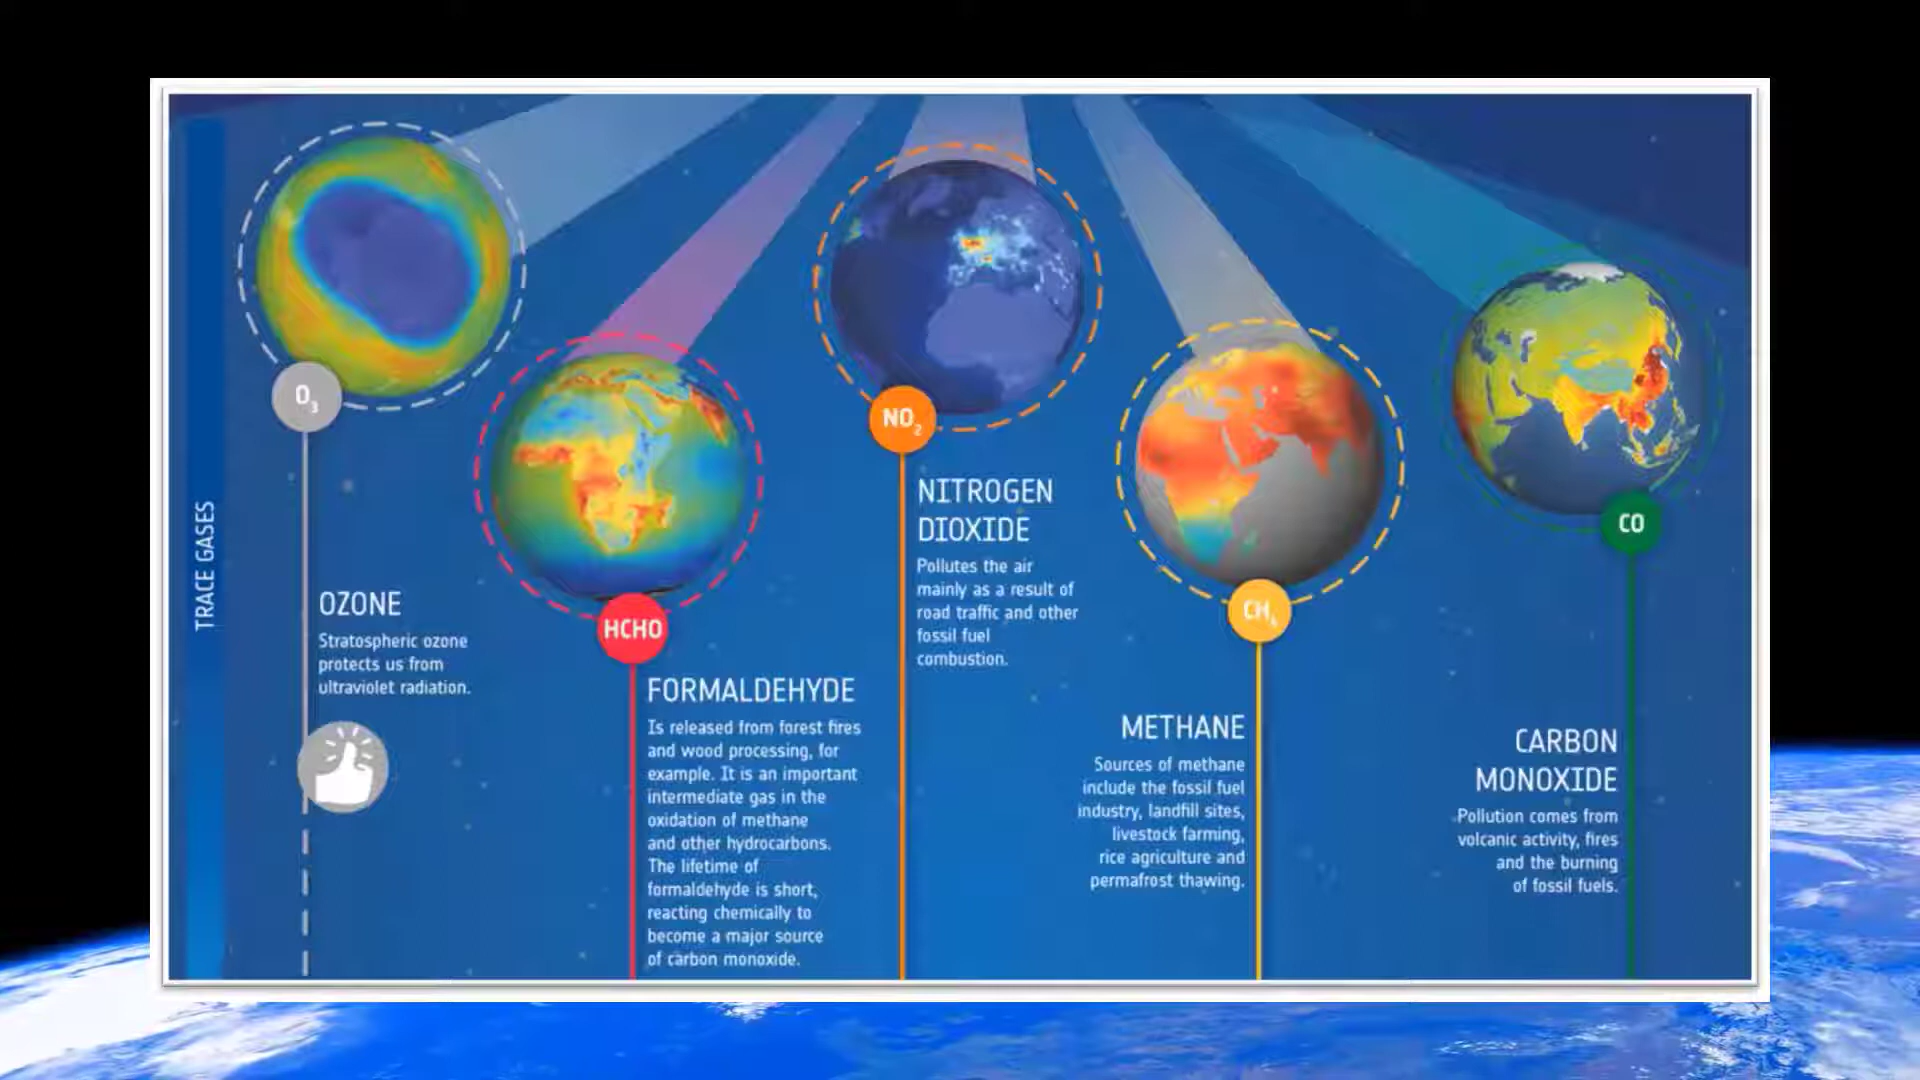 TRACE GASES
O₃
OZONE
Stratospheric ozone
protects us from
ultraviolet radiation.
HCHO
FORMALDEHYDE
Is released from forest fires
and wood processing, for
example. It is an important
intermediate gas in the
oxidation of methane
and other hydrocarbons.
The lifetime of
formaldehyde is short,
reacting chemically to
become a major source
of carbon monoxide.
NO₂
NITROGEN
DIOXIDE
Pollutes the air
mainly as a result of
road traffic and other
fossil fuel
combustion.
CH₄
METHANE
Sources of methane
include the fossil fuel
industry, landfill sites,
livestock farming,
rice agriculture and
permafrost thawing.
CO
CARBON
MONOXIDE
Pollution comes from
volcanic activity, fires
and the burning
of fossil fuels.